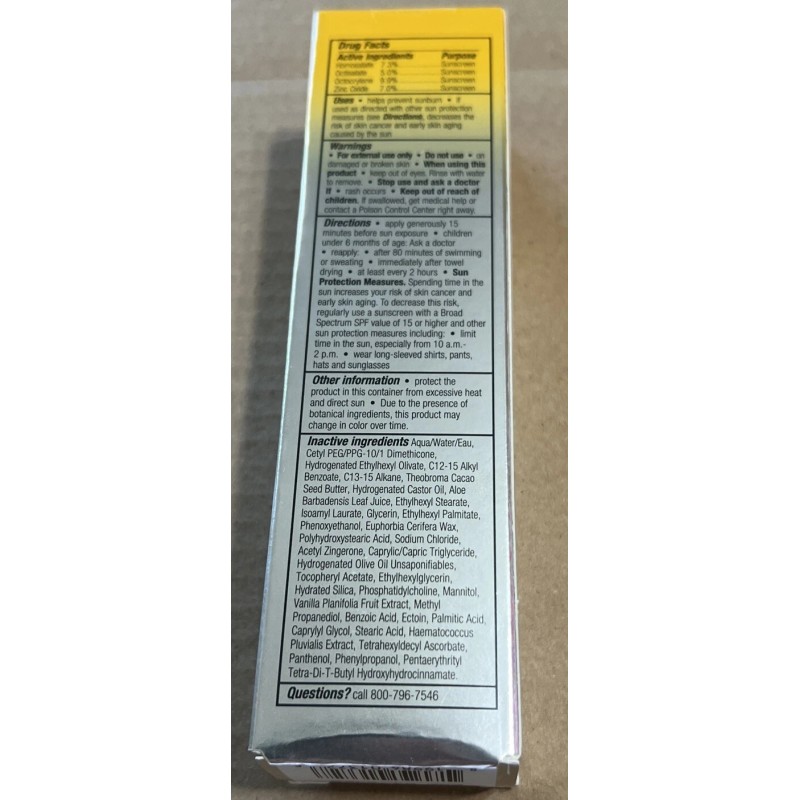 Drug Facts
Active Ingredients Purpose
Homosalate 7.5% Sunscreen
Octisalate 5.0% Sunscreen
Octocrylene 9.9% Sunscreen
Zinc Oxide 7.0% Sunscreen
Uses • helps prevent sunburn • if
used as directed with other sun protection
measures (see Directions), decreases the
risk of skin cancer and early skin aging
caused by the sun
Warnings
• For external use only • Do not use • on
damaged or broken skin • When using this
product • keep out of eyes. Rinse with water
to remove. • Stop use and ask a doctor
if • rash occurs • Keep out of reach of
children. If swallowed, get medical help or
contact a Poison Control Center right away.
Directions • apply generously 15
minutes before sun exposure • children
under 6 months of age: Ask a doctor
• reapply: • after 80 minutes of swimming
or sweating • immediately after towel
drying • at least every 2 hours • Sun
Protection Measures. Spending time in the
sun increases your risk of skin cancer and
early skin aging. To decrease this risk,
regularly use a sunscreen with a Broad
Spectrum SPF value of 15 or higher and other
sun protection measures including: • limit
time in the sun, especially from 10 a.m.-
2 p.m. • wear long-sleeved shirts, pants,
hats and sunglasses
Other information • protect the
product in this container from excessive heat
and direct sun • Due to the presence of
botanical ingredients, this product may
change in color over time.
Inactive ingredients Aqua/Water/Eau,
Cetyl PEG/PPG-10/1 Dimethicone,
Hydrogenated Ethylhexyl Olivate, C12-15 Alkyl
Benzoate, C13-15 Alkane, Theobroma Cacao
Seed Butter, Hydrogenated Castor Oil, Aloe
Barbadensis Leaf Juice, Ethylhexyl Stearate,
Isoamyl Laurate, Glycerin, Ethylhexyl Palmitate,
Phenoxyethanol, Euphorbia Cerifera Wax,
Polyhydroxystearic Acid, Sodium Chloride,
Acetyl Zingerone, Caprylic/Capric Triglyceride,
Hydrogenated Olive Oil Unsaponifiables,
Tocopheryl Acetate, Ethylhexylglycerin,
Hydrated Silica, Phosphatidylcholine, Mannitol,
Vanilla Planifolia Fruit Extract, Methyl
Propanediol, Benzoic Acid, Ectoin, Palmitic Acid,
Caprylyl Glycol, Stearic Acid, Haematococcus
Pluvialis Extract, Tetrahexyldecyl Ascorbate,
Panthenol, Phenylpropanol, Pentaerythrityl
Tetra-Di-T-Butyl Hydroxyhydrocinnamate.
Questions? call 800-796-7546